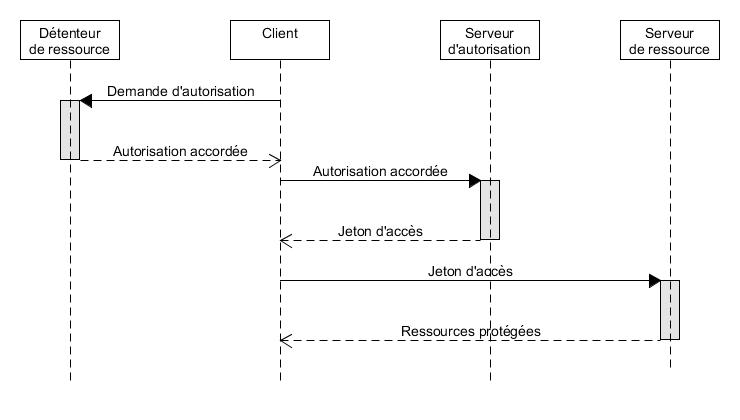 Détenteur
de ressource
Client
Serveur
d'autorisation
Serveur
de ressource
Demande d'autorisation
Autorisation accordée
Autorisation accordée
Jeton d'accès
Jeton d'accès
Ressources protégées